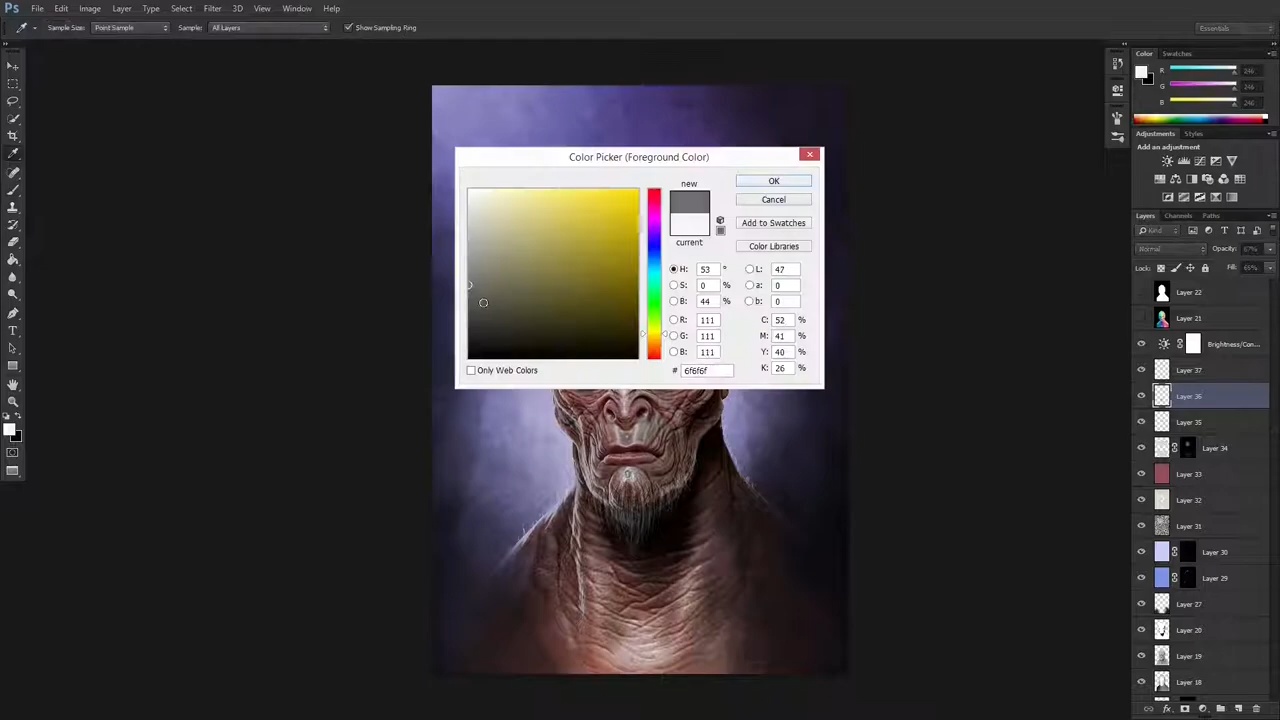 Ps File Edit Image Layer Type Select Filter 3D View Window Help
Sample Size: Point Sample Sample: All Layers Show Sampling Ring Essentials
Color Swatches
R 246
G 246
B 246
Adjustments Styles
Add an adjustment
Layers Channels Paths
Kind
Normal Opacity: 67%
Lock: Fill: 65%
Layer 22
Layer 21
Brightness/Con...
Layer 37
Layer 36
Layer 35
Layer 34
Layer 33
Layer 32
Layer 31
Layer 30
Layer 29
Layer 27
Layer 20
Layer 19
Layer 18
Color Picker (Foreground Color)
new
current
OK
Cancel
Add to Swatches
Color Libraries
H: 53 ° L: 47
S: 0 % a: 0
B: 44 % b: 0
R: 111 C: 52 %
G: 111 M: 41 %
B: 111 Y: 40 %
# 6f6f6f K: 26 %
Only Web Colors